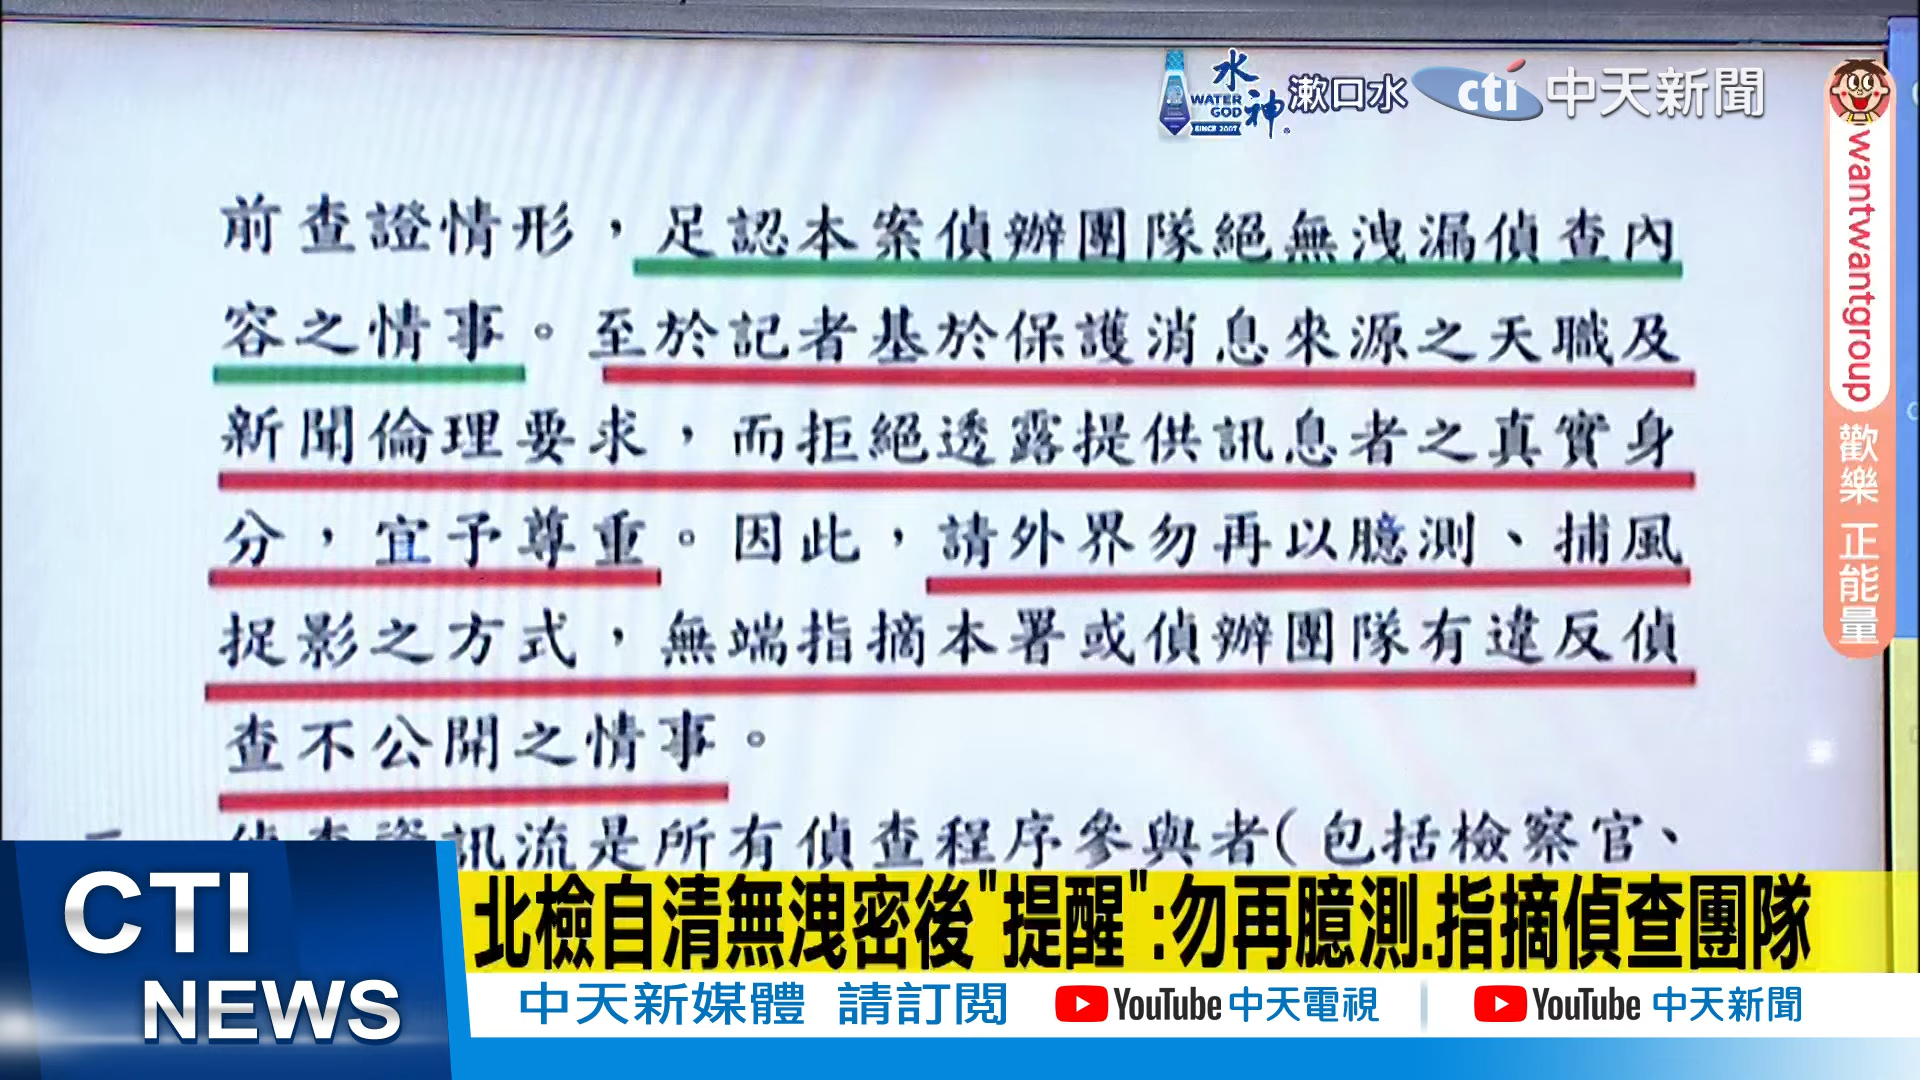 水神
WATER GOD
SINCE 2007
漱口水
cti 中天新聞
wantwantgroup
歡樂 正能量
前查證情形，足認本案偵辦團隊絕無洩漏偵查內
容之情事。至於記者基於保護消息來源之天職及
新聞倫理要求，而拒絕透露提供訊息者之真實身
分，宜予尊重。因此，請外界勿再以臆測、捕風
捉影之方式，無端指摘本署或偵辦團隊有違反偵
查不公開之情事。
偵查資訊流是所有偵查程序參與者(包括檢察官、
CTI NEWS
北檢自清無洩密後"提醒":勿再臆測.指摘偵查團隊
中天新媒體 請訂閱 YouTube 中天電視 | YouTube 中天新聞